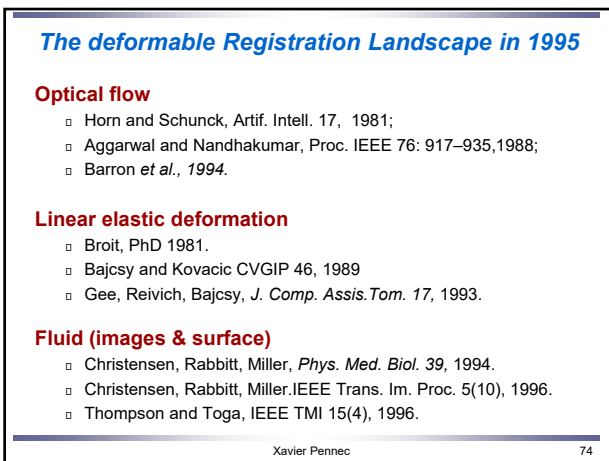 The deformable Registration Landscape in 1995
Optical flow
▫ Horn and Schunck, Artif. Intell. 17, 1981;
▫ Aggarwal and Nandhakumar, Proc. IEEE 76: 917–935,1988;
▫ Barron et al., 1994.
Linear elastic deformation
▫ Broit, PhD 1981.
▫ Bajcsy and Kovacic CVGIP 46, 1989
▫ Gee, Reivich, Bajcsy, J. Comp. Assis.Tom. 17, 1993.
Fluid (images & surface)
▫ Christensen, Rabbitt, Miller, Phys. Med. Biol. 39, 1994.
▫ Christensen, Rabbitt, Miller.IEEE Trans. Im. Proc. 5(10), 1996.
▫ Thompson and Toga, IEEE TMI 15(4), 1996.
Xavier Pennec 74